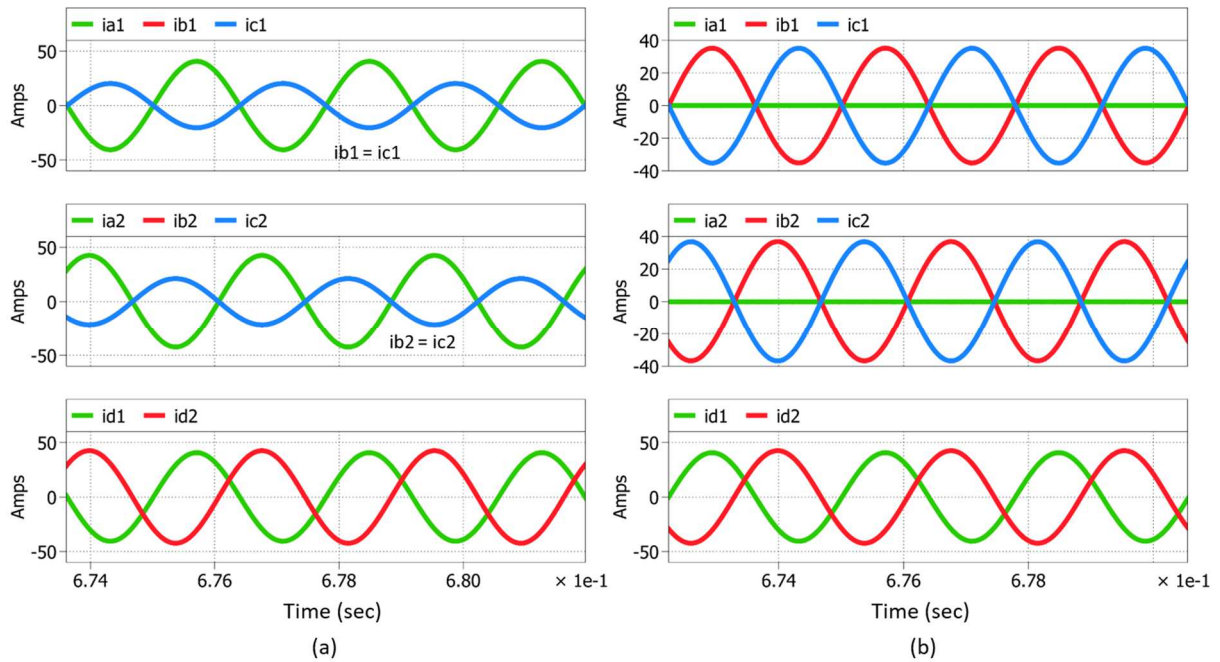 ia1 ib1 ic1
50
0
-50
Amps
ib1 = ic1
ia2 ib2 ic2
50
0
-50
Amps
ib2 = ic2
id1 id2
50
0
-50
Amps
6.74 6.76 6.78 6.80 × 1e-1
Time (sec)
(a)
ia1 ib1 ic1
40
20
0
-20
-40
Amps
ia2 ib2 ic2
40
20
0
-20
-40
Amps
id1 id2
50
0
-50
Amps
6.74 6.76 6.78 × 1e-1
Time (sec)
(b)